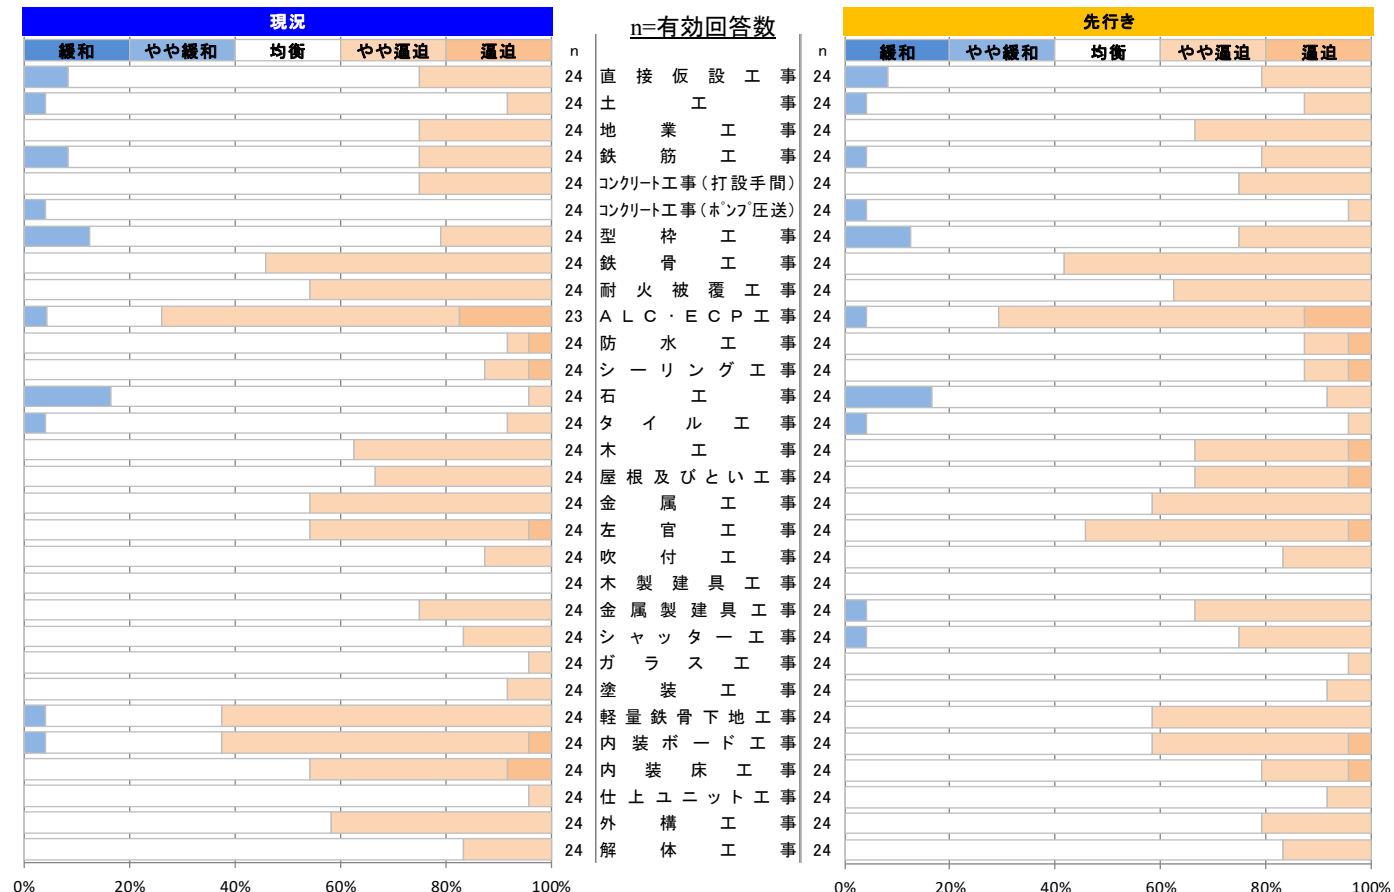 現況
n=有効回答数
先行き
緩和 やや緩和 均衡 やや逼迫 逼迫 n n 緩和 やや緩和 均衡 やや逼迫 逼迫
24 直接仮設工事 24
24 土工事 24
24 地業工事 24
24 鉄筋工事 24
24 コンクリート工事(打設手間) 24
24 コンクリート工事(ポンプ圧送) 24
24 型枠工事 24
24 鉄骨工事 24
24 耐火被覆工事 24
23 ALC・ECP工事 24
24 防水工事 24
24 シーリング工事 24
24 石工事 24
24 タイル工事 24
24 木工事 24
24 屋根及びとい工事 24
24 金属工事 24
24 左官工事 24
24 吹付工事 24
24 木製建具工事 24
24 金属製建具工事 24
24 シャッター工事 24
24 ガラス工事 24
24 塗装工事 24
24 軽量鉄骨下地工事 24
24 内装ボード工事 24
24 内装床工事 24
24 仕上ユニット工事 24
24 外構工事 24
24 解体工事 24
0% 20% 40% 60% 80% 100% 0% 20% 40% 60% 80% 100%